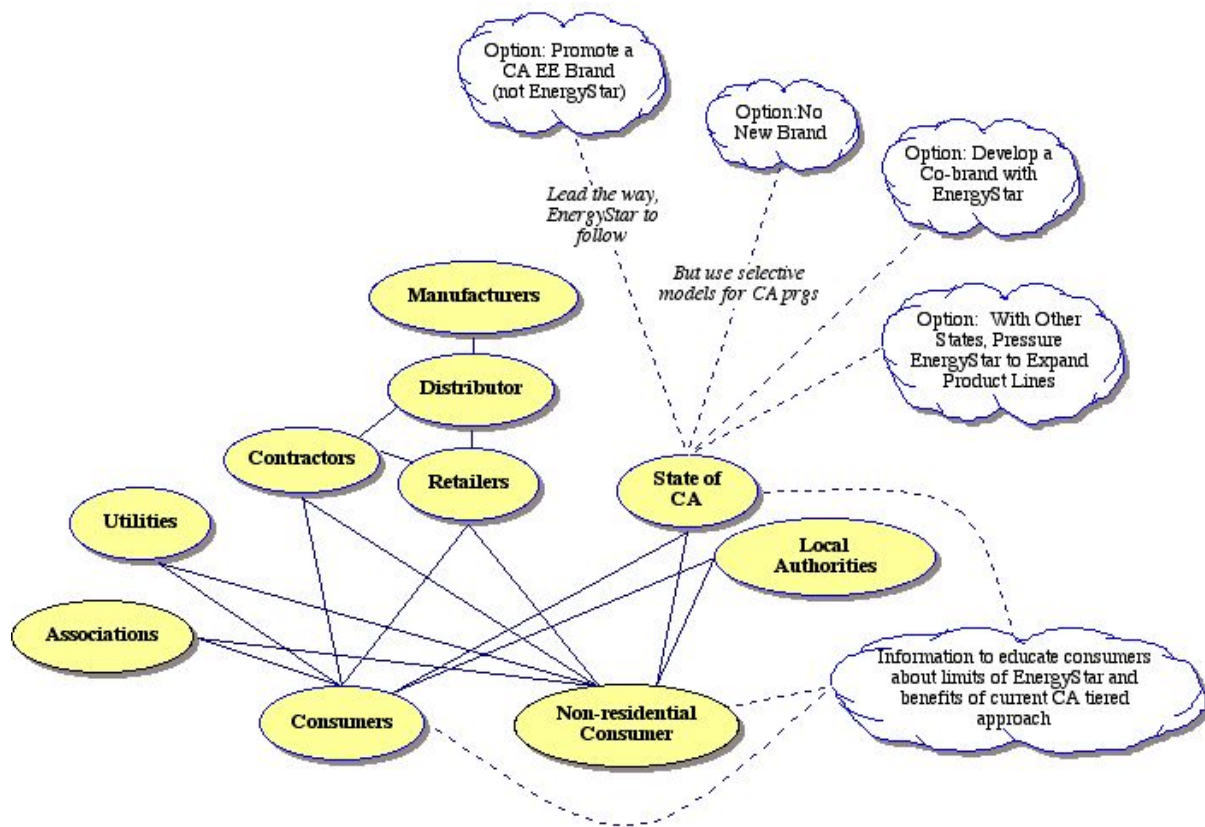 Option: Promote a
CA EE Brand
(not EnergyStar)
Option:No
New Brand
Option: Develop a
Co-brand with
EnergyStar
Lead the way,
EnergyStar to
follow
But use selective
models for CA prgs
Option:  With Other
States, Pressure
EnergyStar to Expand
Product Lines
Manufacturers
Distributor
Contractors
Retailers
State of
CA
Utilities
Local
Authorities
Associations
Consumers
Non-residential
Consumer
Information to educate consumers
about limits of EnergyStar and
benefits of current CA tiered
approach